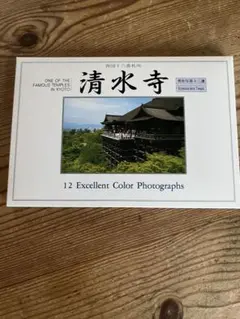 ONE OF THE
FAMOUS TEMPLES
IN KYOTO
清水寺
12 Excellent Color Photographs